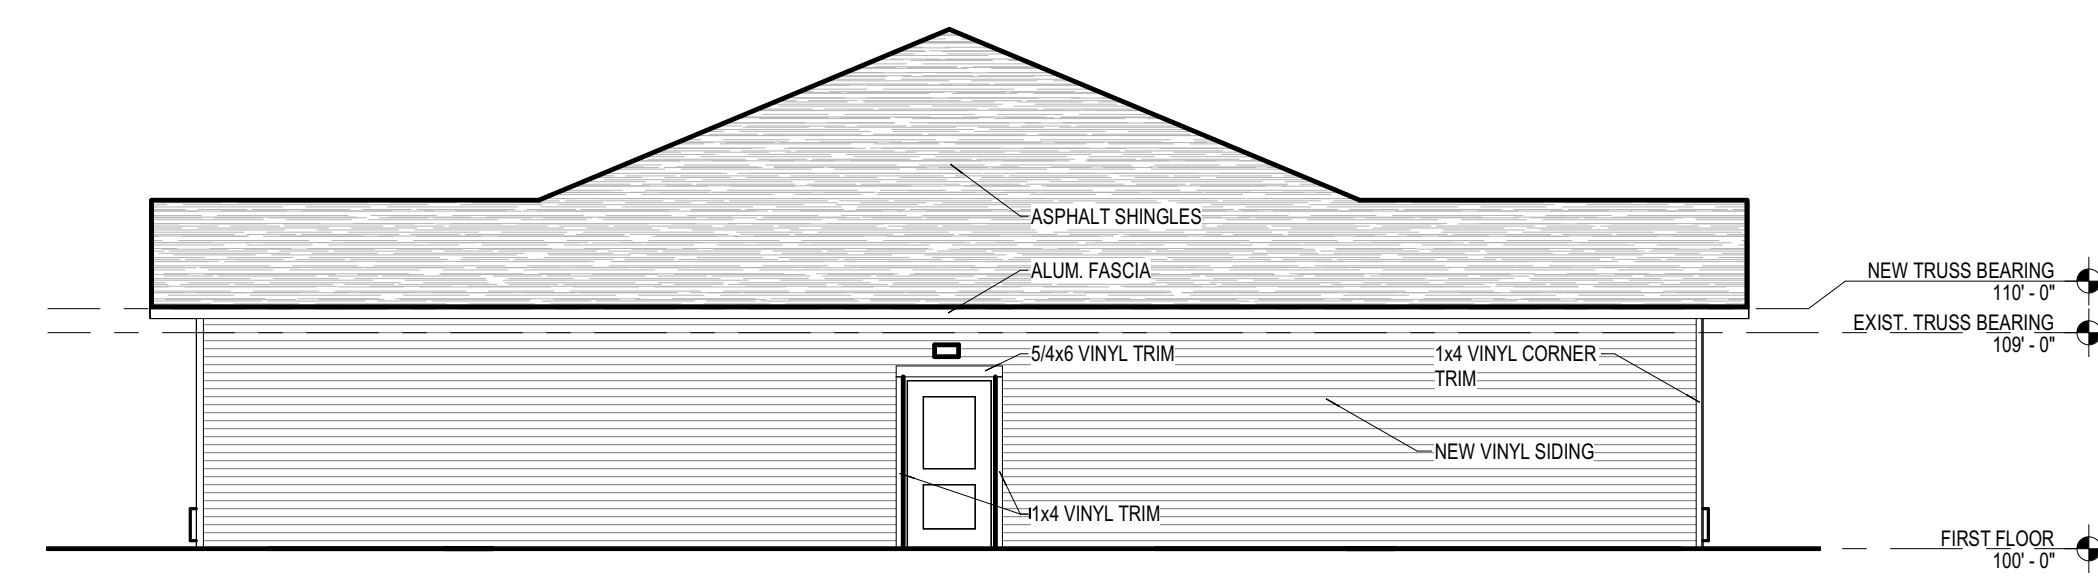 ASPHALT SHINGLES
ALUM. FASCIA
NEW TRUSS BEARING
110' - 0"
EXIST. TRUSS BEARING
109' - 0"
5/4x6 VINYL TRIM
1x4 VINYL CORNER
TRIM
NEW VINYL SIDING
1x4 VINYL TRIM
FIRST FLOOR
100' - 0"